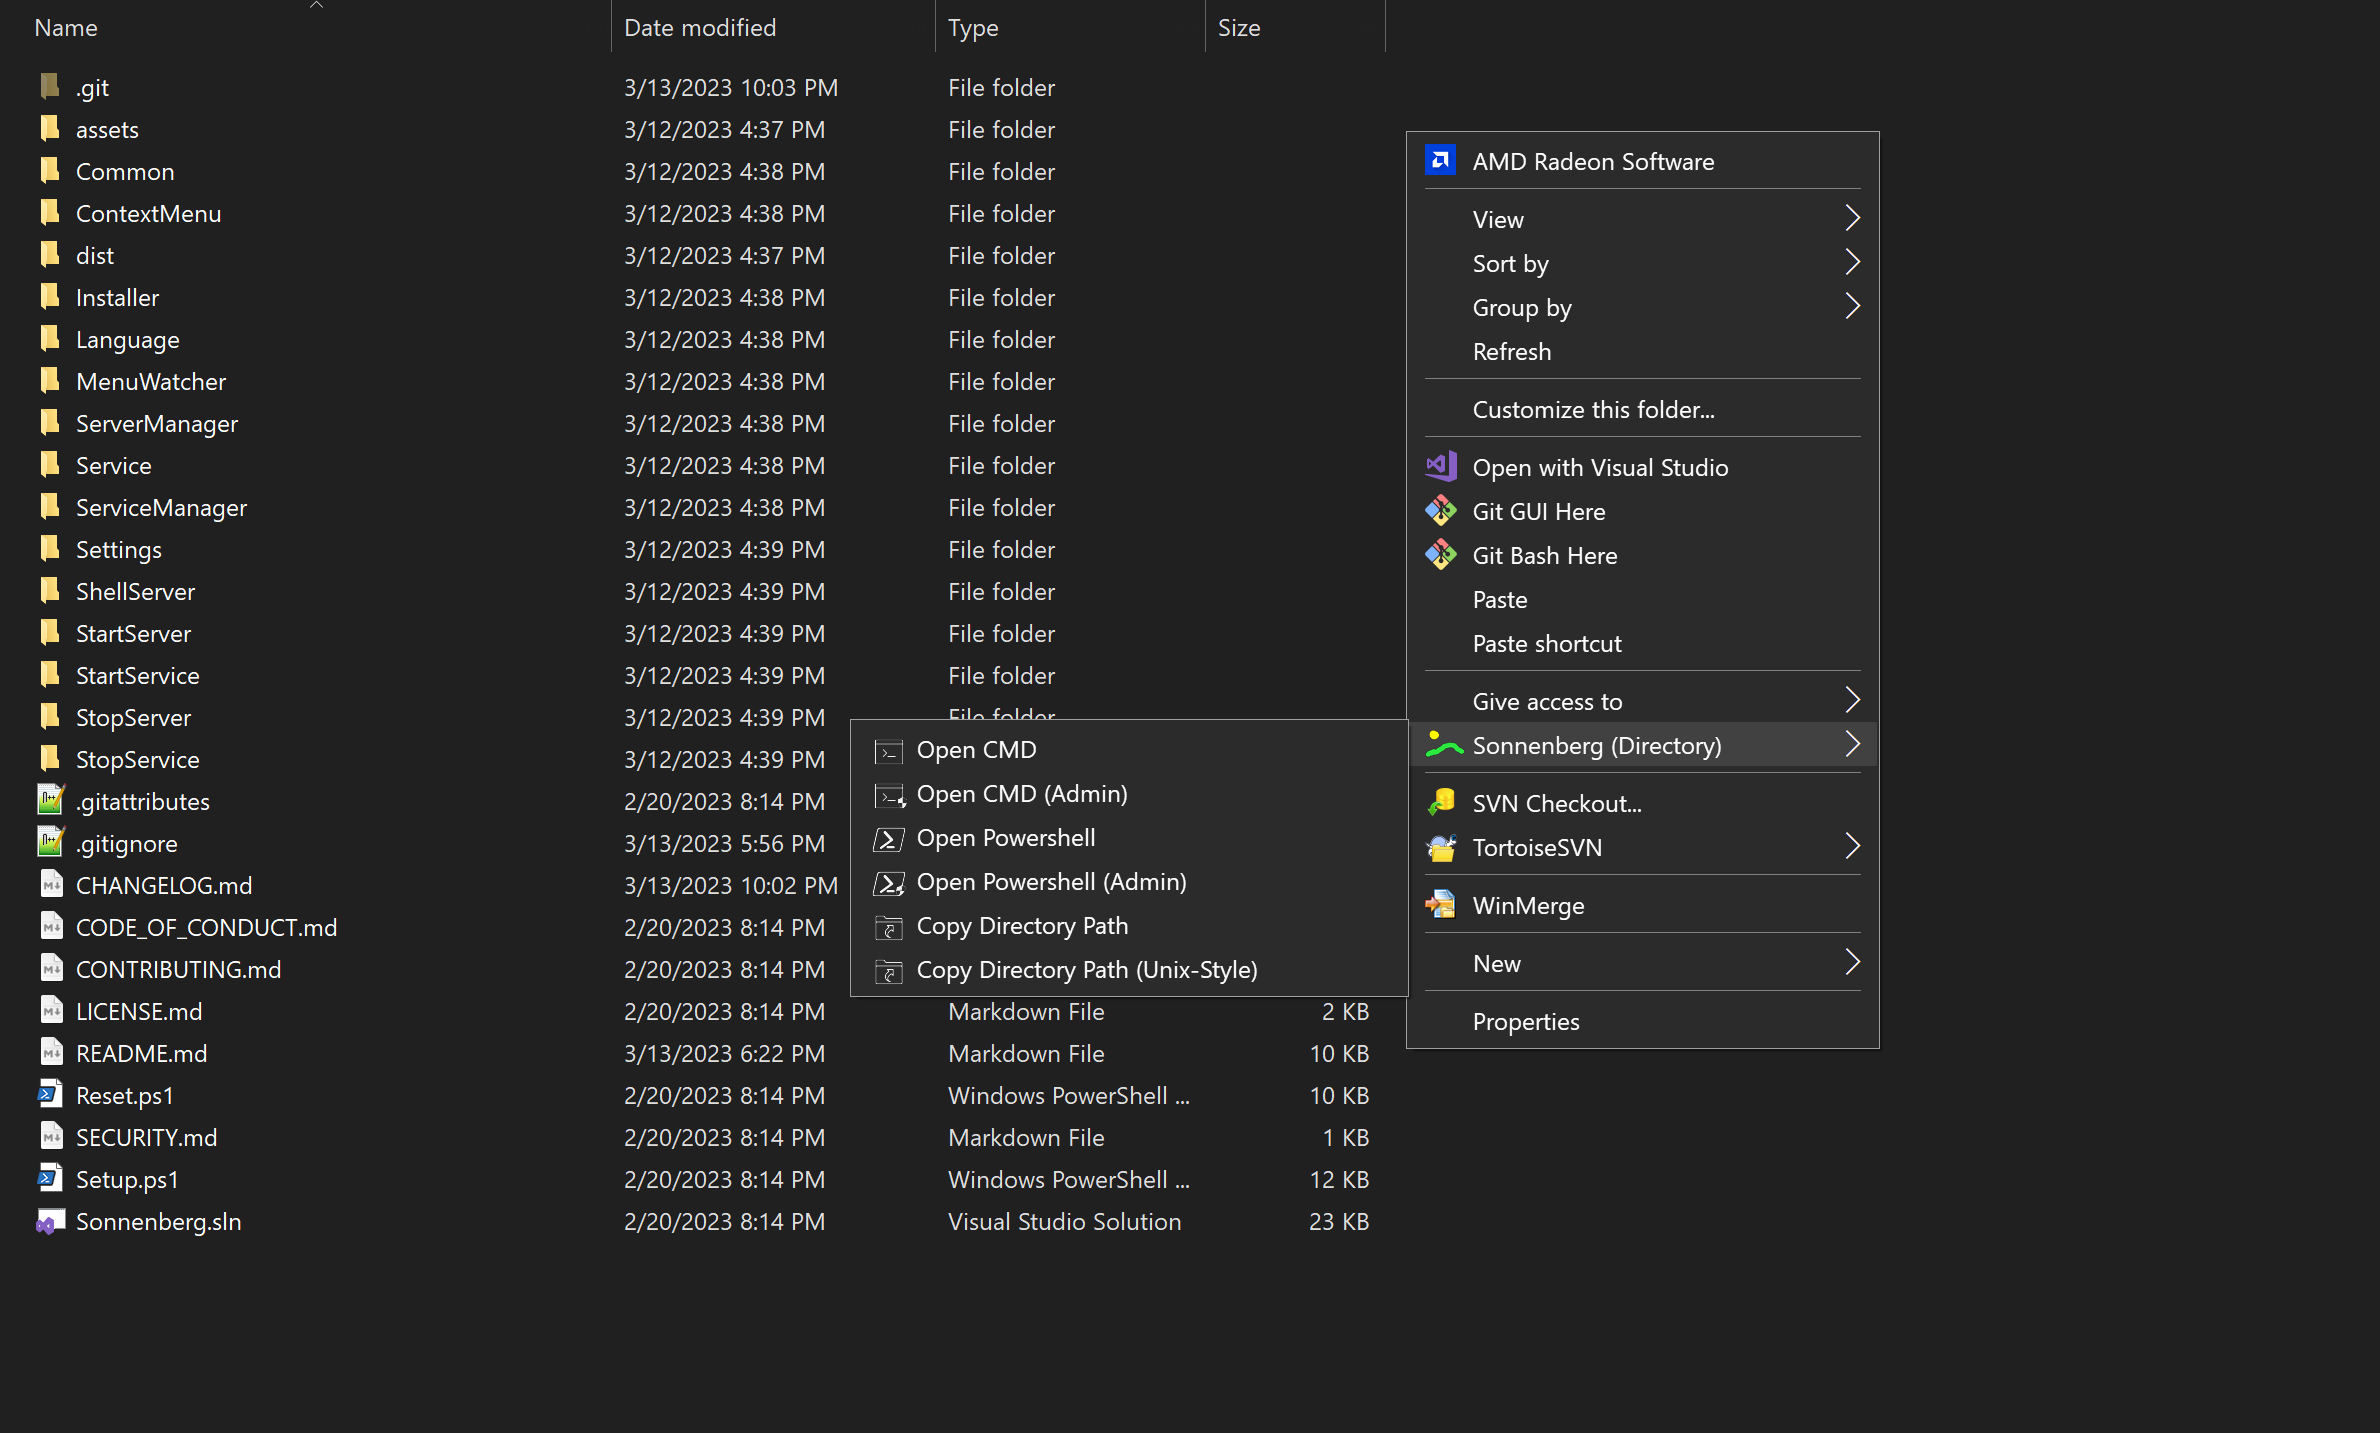 Name Date modified Type Size
.git 3/13/2023 10:03 PM File folder
assets 3/12/2023 4:37 PM File folder
Common 3/12/2023 4:38 PM File folder
ContextMenu 3/12/2023 4:38 PM File folder
dist 3/12/2023 4:37 PM File folder
Installer 3/12/2023 4:38 PM File folder
Language 3/12/2023 4:38 PM File folder
MenuWatcher 3/12/2023 4:38 PM File folder
ServerManager 3/12/2023 4:38 PM File folder
Service 3/12/2023 4:38 PM File folder
ServiceManager 3/12/2023 4:38 PM File folder
Settings 3/12/2023 4:39 PM File folder
ShellServer 3/12/2023 4:39 PM File folder
StartServer 3/12/2023 4:39 PM File folder
StartService 3/12/2023 4:39 PM File folder
StopServer 3/12/2023 4:39 PM File folder
StopService 3/12/2023 4:39 PM
.gitattributes 2/20/2023 8:14 PM
.gitignore 3/13/2023 5:56 PM
CHANGELOG.md 3/13/2023 10:02 PM
CODE_OF_CONDUCT.md 2/20/2023 8:14 PM
CONTRIBUTING.md 2/20/2023 8:14 PM
LICENSE.md 2/20/2023 8:14 PM Markdown File 2 KB
README.md 3/13/2023 6:22 PM Markdown File 10 KB
Reset.ps1 2/20/2023 8:14 PM Windows PowerShell ... 10 KB
SECURITY.md 2/20/2023 8:14 PM Markdown File 1 KB
Setup.ps1 2/20/2023 8:14 PM Windows PowerShell ... 12 KB
Sonnenberg.sln 2/20/2023 8:14 PM Visual Studio Solution 23 KB
Open CMD
Open CMD (Admin)
Open Powershell
Open Powershell (Admin)
Copy Directory Path
Copy Directory Path (Unix-Style)
AMD Radeon Software
View
Sort by
Group by
Refresh
Customize this folder...
Open with Visual Studio
Git GUI Here
Git Bash Here
Paste
Paste shortcut
Give access to
Sonnenberg (Directory)
SVN Checkout...
TortoiseSVN
WinMerge
New
Properties